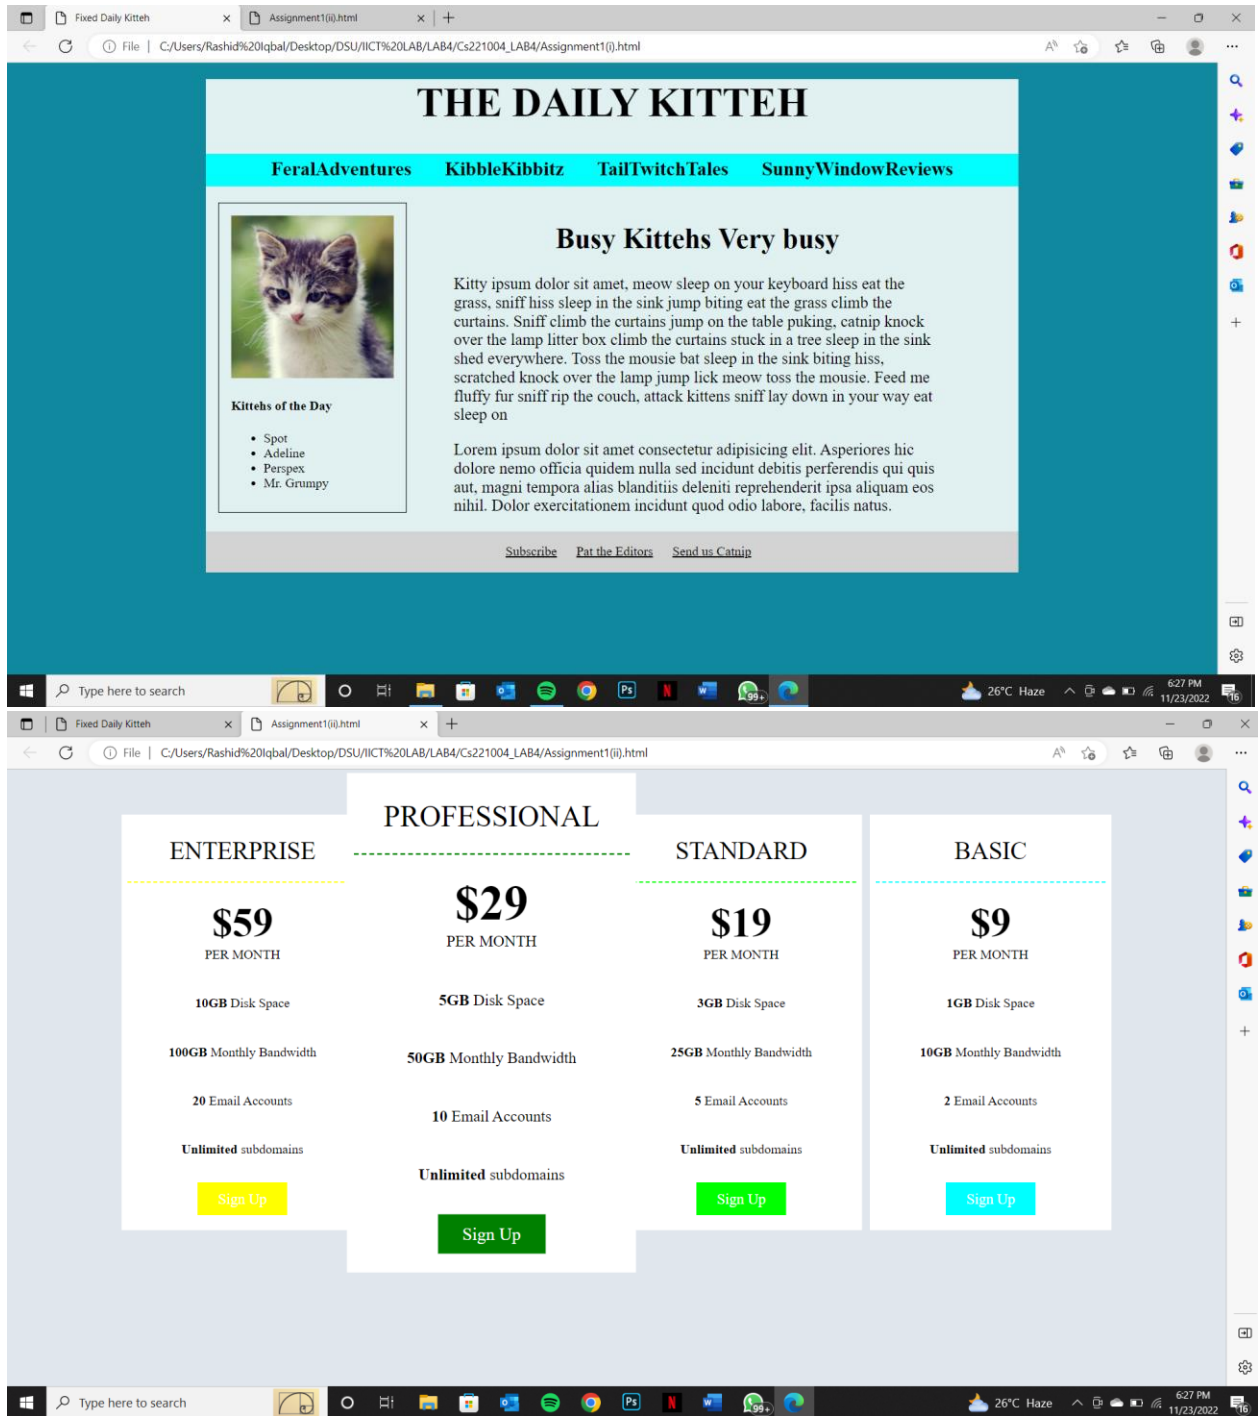 Fixed Daily Kitteh
Assignment1(ii).html
File | C:/Users/Rashid%20Iqbal/Desktop/DSU/IICT%20LAB/LAB4/Cs221004_LAB4/Assignment1(i).html
THE DAILY KITTEH
FeralAdventures KibbleKibbitz TailTwitchTales SunnyWindowReviews
Kittehs of the Day
• Spot
• Adeline
• Perspex
• Mr. Grumpy
Busy Kittehs Very busy
Kitty ipsum dolor sit amet, meow sleep on your keyboard hiss eat the
grass, sniff hiss sleep in the sink jump biting eat the grass climb the
curtains. Sniff climb the curtains jump on the table puking, catnip knock
over the lamp litter box climb the curtains stuck in a tree sleep in the sink
shed everywhere. Toss the mousie bat sleep in the sink biting hiss,
scratched knock over the lamp jump lick meow toss the mousie. Feed me
fluffy fur sniff rip the couch, attack kittens sniff lay down in your way eat
sleep on
Lorem ipsum dolor sit amet consectetur adipisicing elit. Asperiores hic
dolore nemo officia quidem nulla sed incidunt debitis perferendis qui quis
aut, magni tempora alias blanditiis deleniti reprehenderit ipsa aliquam eos
nihil. Dolor exercitationem incidunt quod odio labore, facilis natus.
Subscribe Pat the Editors Send us Catnip
Type here to search
Ps
N
W
99+
26°C Haze
6:27 PM
11/23/2022
16
Fixed Daily Kitteh
Assignment1(ii).html
File | C:/Users/Rashid%20Iqbal/Desktop/DSU/IICT%20LAB/LAB4/Cs221004_LAB4/Assignment1(ii).html
ENTERPRISE
$59
PER MONTH
10GB Disk Space
100GB Monthly Bandwidth
20 Email Accounts
Unlimited subdomains
Sign Up
PROFESSIONAL
$29
PER MONTH
5GB Disk Space
50GB Monthly Bandwidth
10 Email Accounts
Unlimited subdomains
Sign Up
STANDARD
$19
PER MONTH
3GB Disk Space
25GB Monthly Bandwidth
5 Email Accounts
Unlimited subdomains
Sign Up
BASIC
$9
PER MONTH
1GB Disk Space
10GB Monthly Bandwidth
2 Email Accounts
Unlimited subdomains
Sign Up
Type here to search
Ps
N
W
99+
26°C Haze
6:27 PM
11/23/2022
16